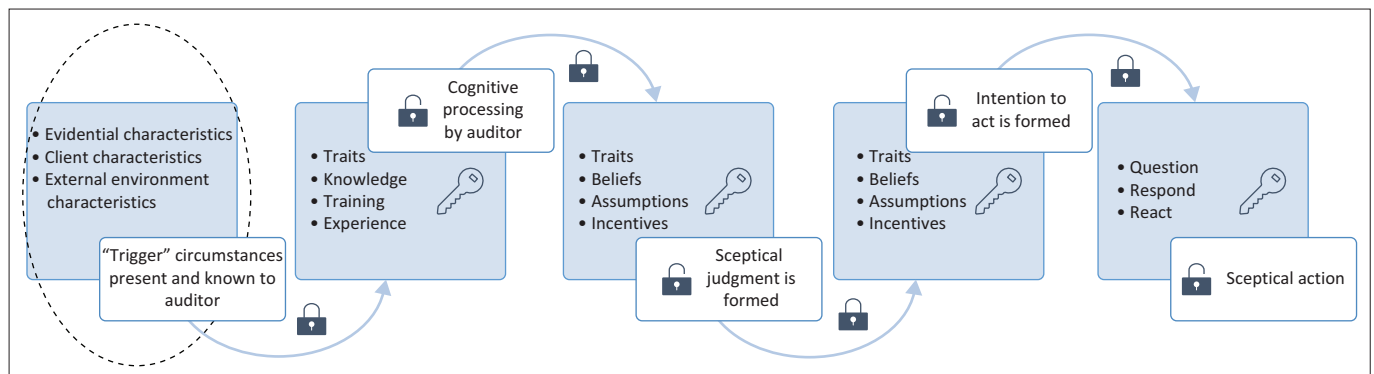 • Evidential characteristics
• Client characteristics
• External environment
characteristics
“Trigger” circumstances
present and known to
auditor
• Traits
• Knowledge
• Training
• Experience
Cognitive
processing
by auditor
• Traits
• Beliefs
• Assumptions
• Incentives
Sceptical
judgment is
formed
• Traits
• Beliefs
• Assumptions
• Incentives
Intention to
act is formed
• Question
• Respond
• React
Sceptical action